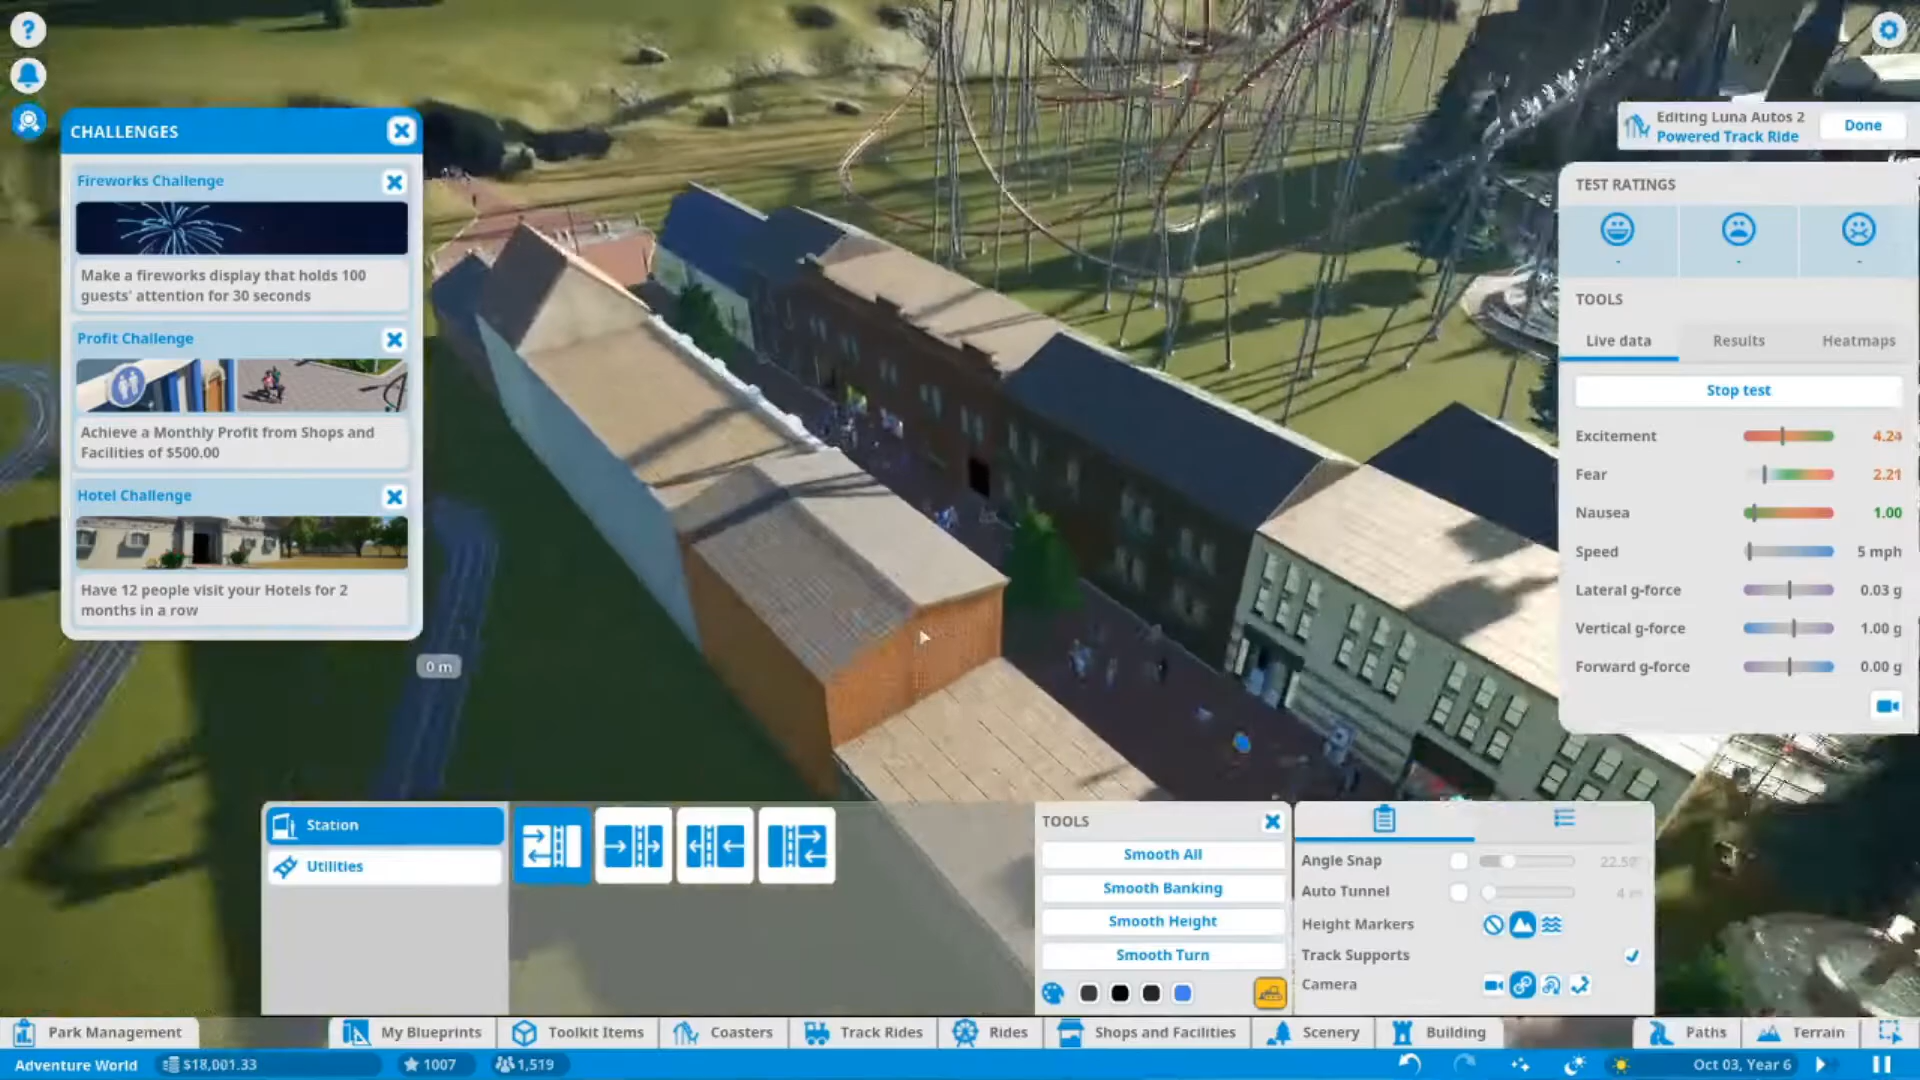 ?
CHALLENGES
Fireworks Challenge
Make a fireworks display that holds 100
guests' attention for 30 seconds
Profit Challenge
Achieve a Monthly Profit from Shops and
Facilities of $500.00
Hotel Challenge
Have 12 people visit your Hotels for 2
months in a row
0 m
Editing Luna Autos 2
Powered Track Ride
Done
TEST RATINGS
- - -
TOOLS
Live data Results Heatmaps
Stop test
Excitement 4.24
Fear 2.21
Nausea 1.00
Speed 5 mph
Lateral g-force 0.03 g
Vertical g-force 1.00 g
Forward g-force 0.00 g
Station
Utilities
TOOLS
Smooth All
Smooth Banking
Smooth Height
Smooth Turn
Angle Snap 22.50
Auto Tunnel 4 m
Height Markers
Track Supports
Camera
Park Management My Blueprints Toolkit Items Coasters Track Rides Rides Shops and Facilities Scenery Building Paths Terrain
Adventure World $18,001.33 1007 1,519 Oct 03, Year 6